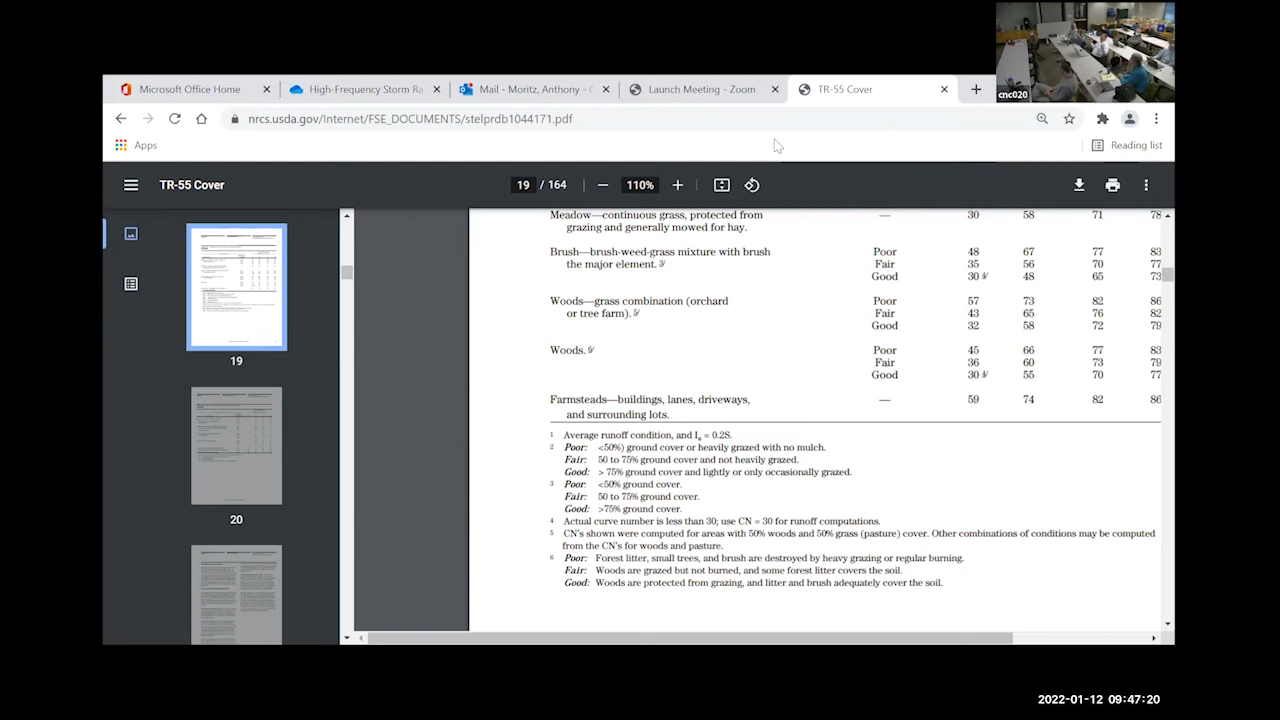 cnc020
Microsoft Office Home
High-Frequency Storm Ra
Mail - Moritz, Anthony - C
Launch Meeting - Zoom
TR-55 Cover
nrcs.usda.gov/Internet/FSE_DOCUMENTS/stelprdb1044171.pdf
Apps
Reading list
TR-55 Cover
19 / 164
110%
Meadow—continuous grass, protected from — 30 58 71 78
grazing and generally mowed for hay.
Brush—brush-weed-grass mixture with brush Poor 48 67 77 83
the major element. 3/ Fair 35 56 70 77
Good 30 4/ 48 65 73
Woods—grass combination (orchard Poor 57 73 82 86
or tree farm). 5/ Fair 43 65 76 82
Good 32 58 72 79
Woods. 6/ Poor 45 66 77 83
Fair 36 60 73 79
Good 30 4/ 55 70 77
Farmsteads—buildings, lanes, driveways, — 59 74 82 86
and surrounding lots.
1 Average runoff condition, and Ia = 0.2S.
2 Poor: <50%) ground cover or heavily grazed with no mulch.
Fair: 50 to 75% ground cover and not heavily grazed.
Good: > 75% ground cover and lightly or only occasionally grazed.
3 Poor: <50% ground cover.
Fair: 50 to 75% ground cover.
Good: >75% ground cover.
4 Actual curve number is less than 30; use CN = 30 for runoff computations.
5 CN's shown were computed for areas with 50% woods and 50% grass (pasture) cover. Other combinations of conditions may be computed
from the CN's for woods and pasture.
6 Poor: Forest litter, small trees, and brush are destroyed by heavy grazing or regular burning.
Fair: Woods are grazed but not burned, and some forest litter covers the soil.
Good: Woods are protected from grazing, and litter and brush adequately cover the soil.
19
20
2022-01-12 09:47:20